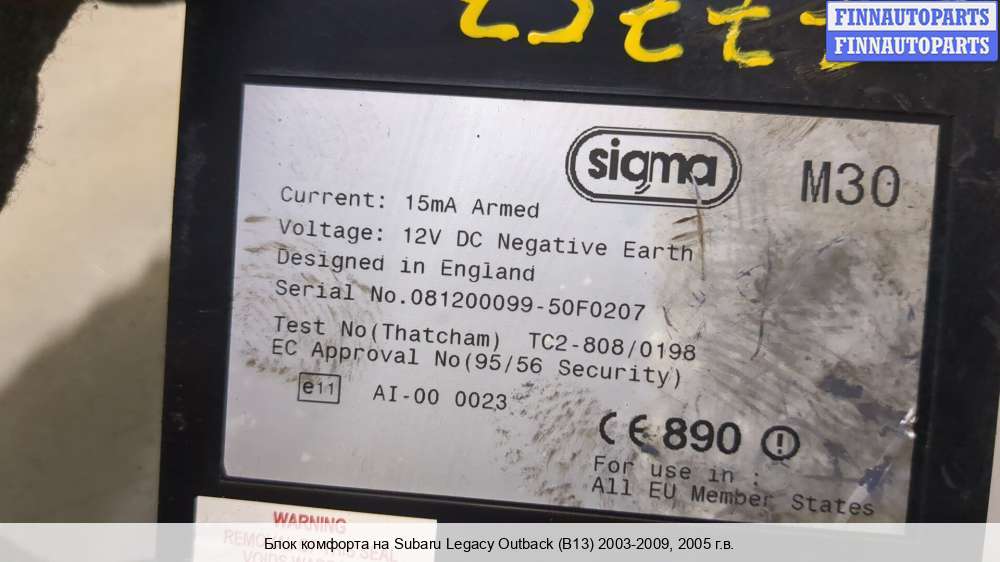 FINNAUTOPARTS
FINNAUTOPARTS
sigma
M30
Current: 15mA Armed
Voltage: 12V DC Negative Earth
Designed in England
Serial No.081200099-50F0207
Test No(Thatcham) TC2-808/0198
EC Approval No(95/56 Security)
e11 AI-00 0023
CE 890
For use in :
All EU Member States
WARNING
SEAL
VOIDS
Блок комфорта на Subaru Legacy Outback (B13) 2003-2009, 2005 г.в.